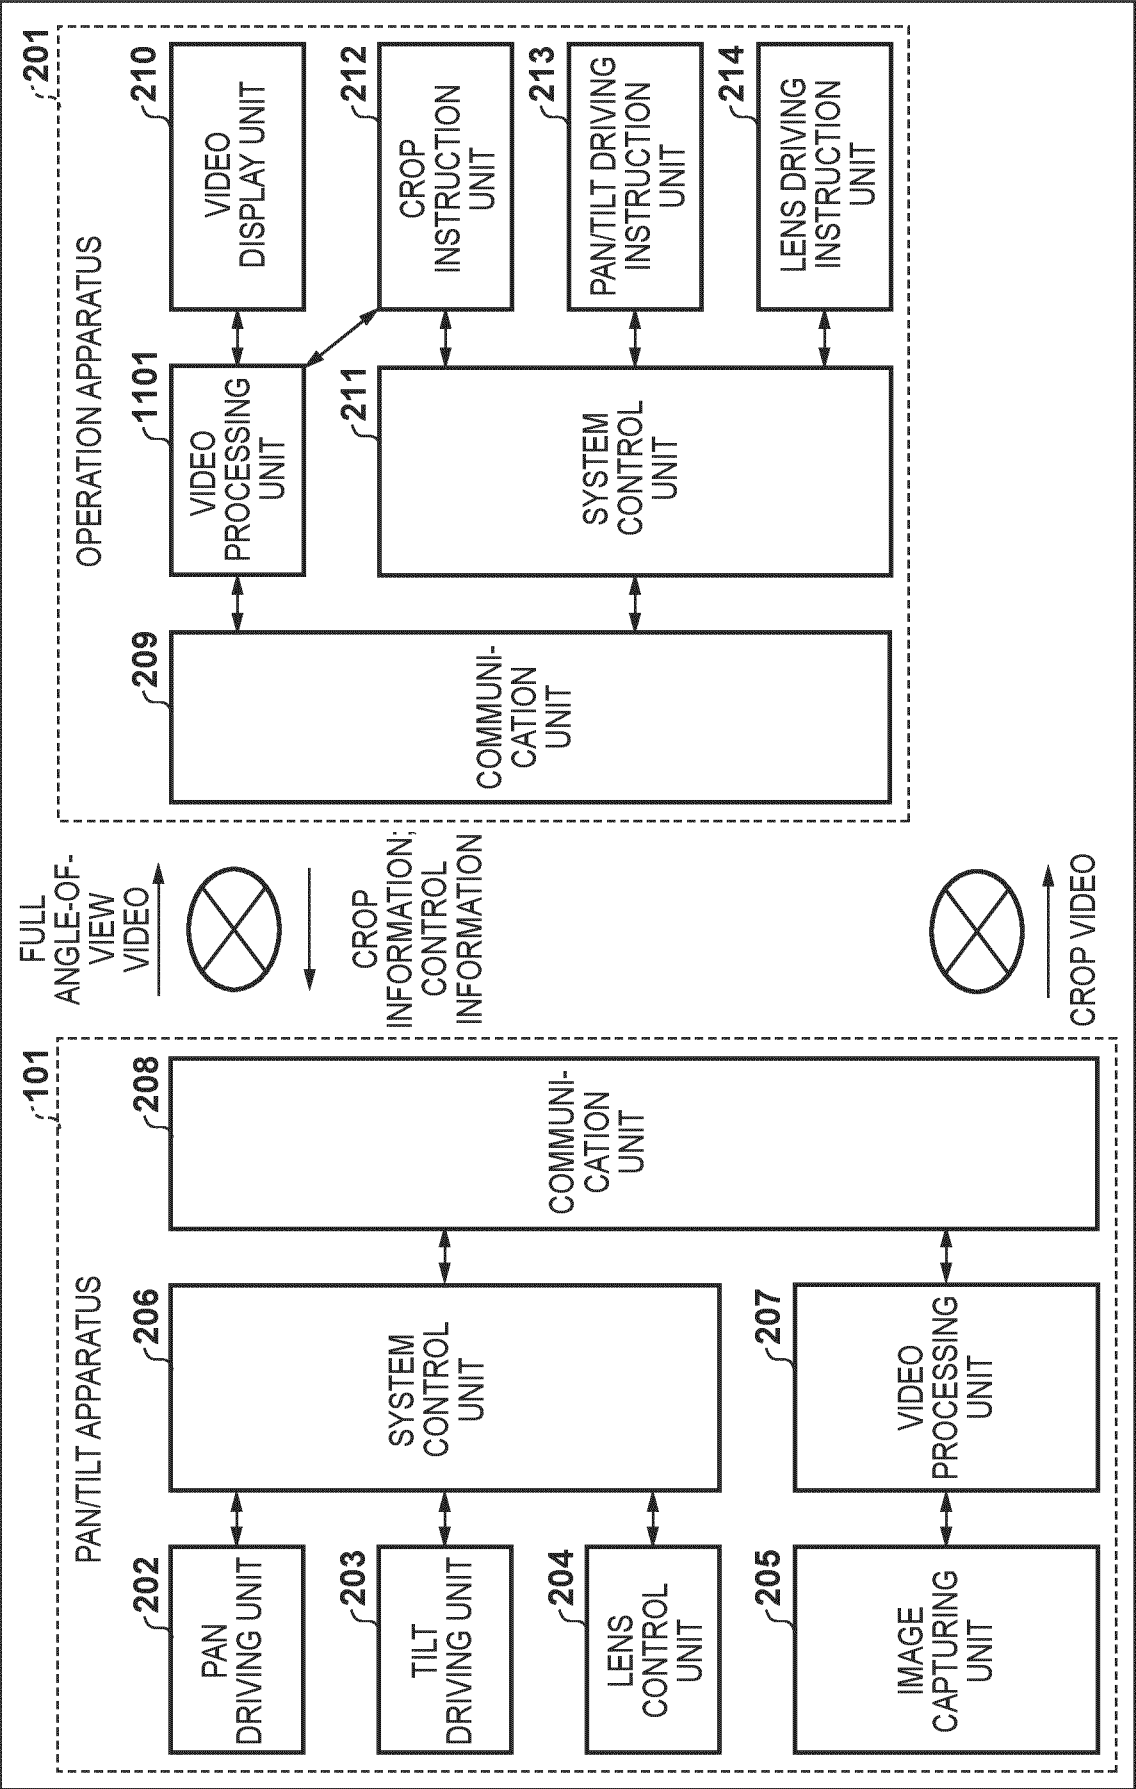 101
PAN/TILT APPARATUS
202
PAN
DRIVING UNIT
203
TILT
DRIVING UNIT
204
LENS
CONTROL
UNIT
205
IMAGE
CAPTURING
UNIT
206
SYSTEM
CONTROL
UNIT
207
VIDEO
PROCESSING
UNIT
208
COMMUNI-
CATION
UNIT
FULL
ANGLE-OF-
VIEW
VIDEO
CROP
INFORMATION;
CONTROL
INFORMATION
CROP VIDEO
201
OPERATION APPARATUS
209
COMMUNI-
CATION
UNIT
1101
VIDEO
PROCESSING
UNIT
211
SYSTEM
CONTROL
UNIT
210
VIDEO
DISPLAY UNIT
212
CROP
INSTRUCTION
UNIT
213
PAN/TILT DRIVING
INSTRUCTION
UNIT
214
LENS DRIVING
INSTRUCTION
UNIT